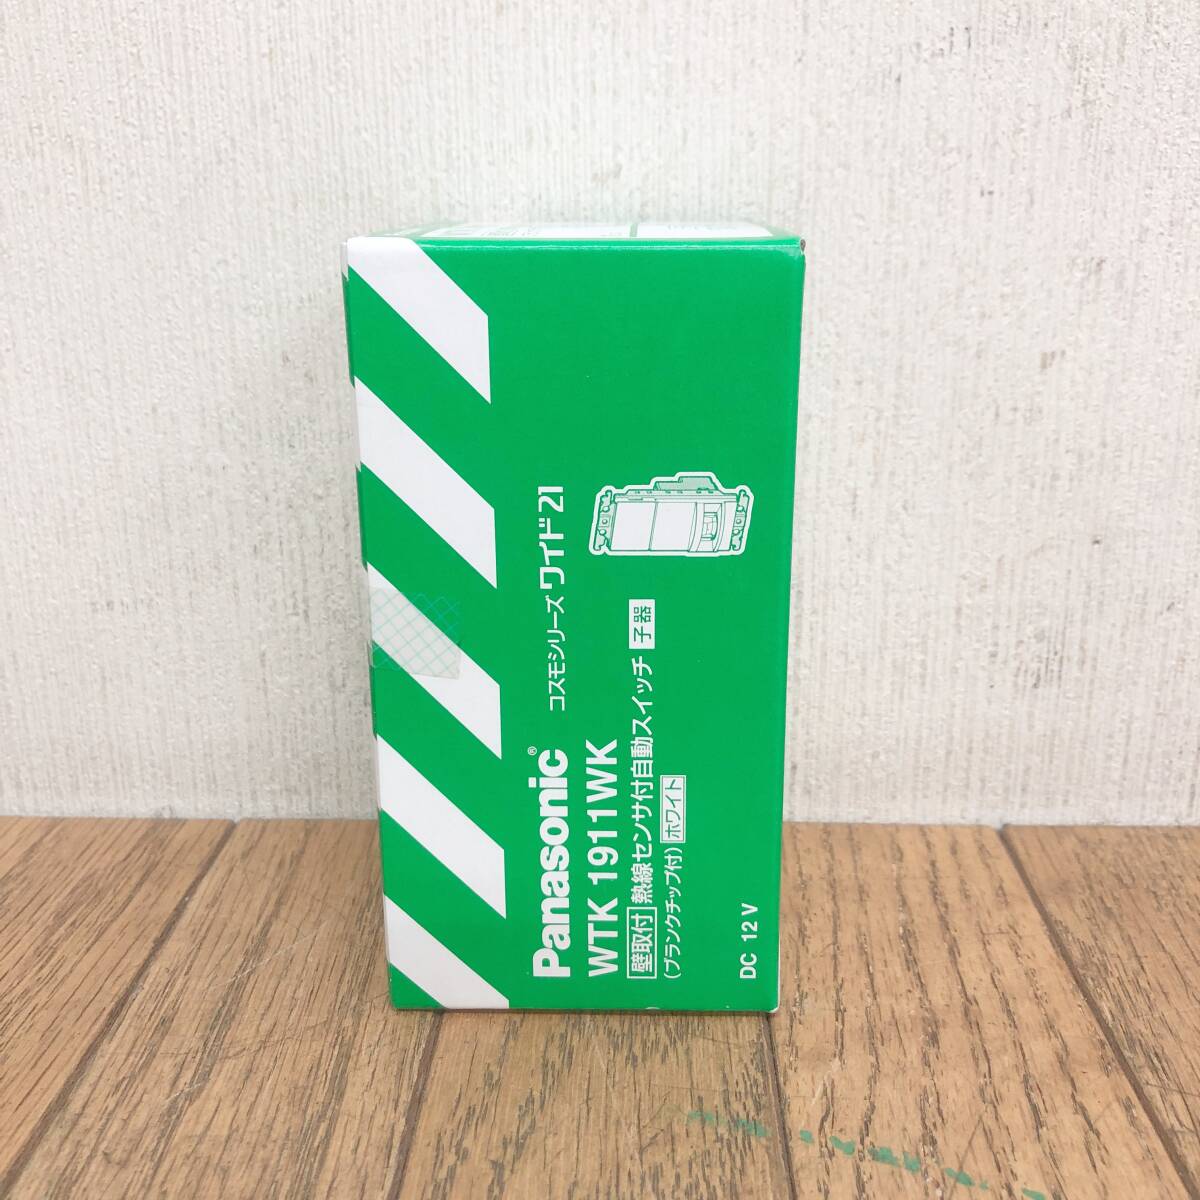 コスモシリーズ ワイド21
Panasonic®
WTK 1911WK
壁取付 熱線センサ付自動スイッチ 子器
(ブランクチップ付) ホワイト
DC 12V